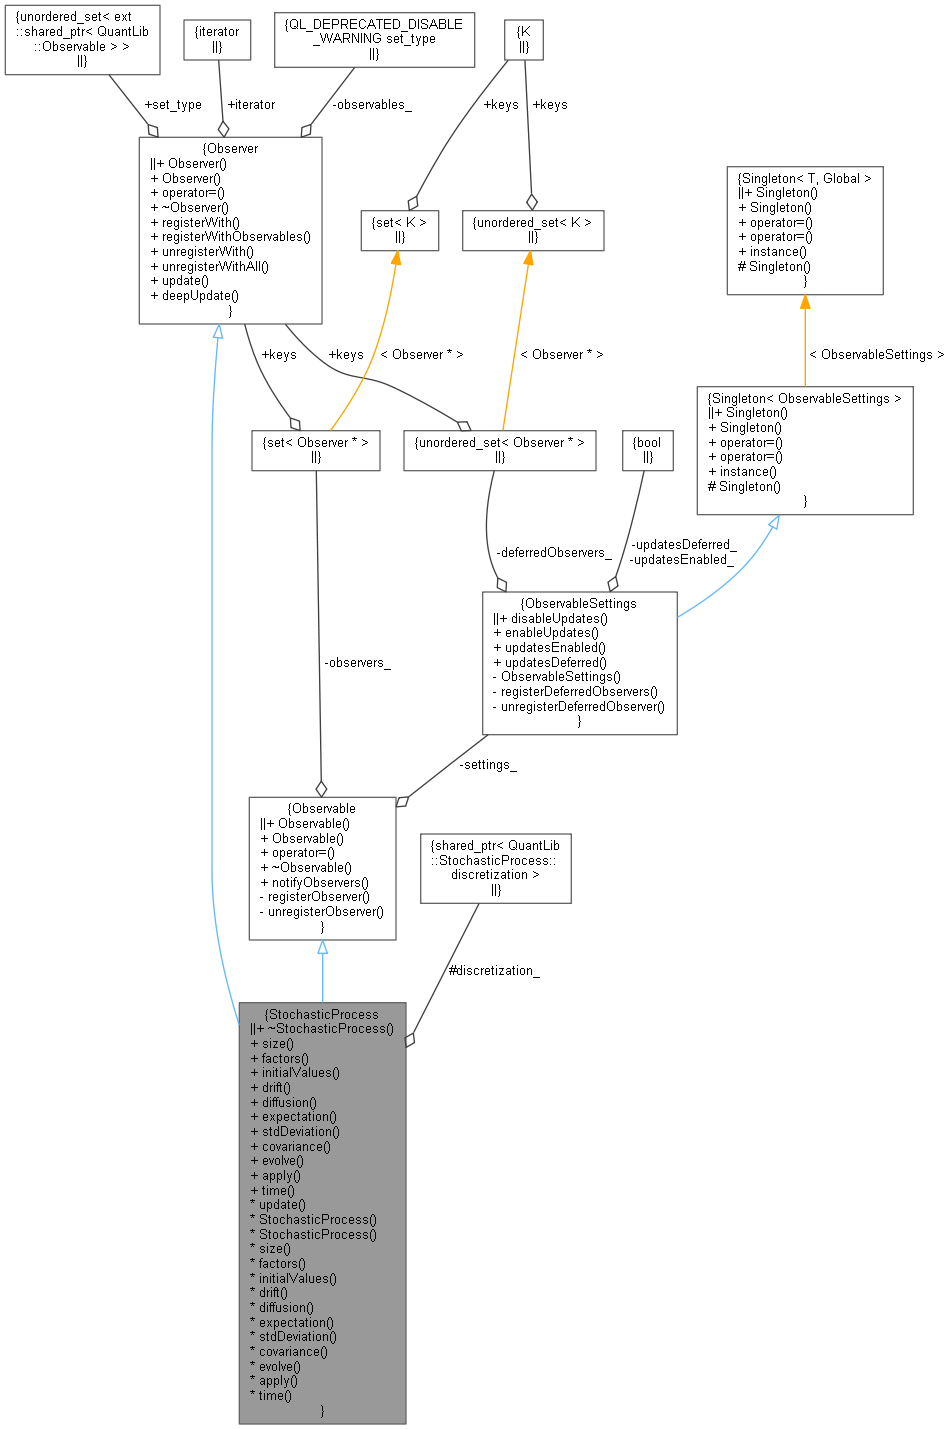 {unordered_set< ext
::shared_ptr< QuantLib
::Observable > >
||}
{iterator
||}
{QL_DEPRECATED_DISABLE
_WARNING set_type
||}
{K
||}
+set_type
+iterator
-observables_
+keys
+keys
{Observer
||+ Observer()
+ Observer()
+ operator=()
+ ~Observer()
+ registerWith()
+ registerWithObservables()
+ unregisterWith()
+ unregisterWithAll()
+ update()
+ deepUpdate()
}
{set< K >
||}
{unordered_set< K >
||}
{Singleton< T, Global >
||+ Singleton()
+ Singleton()
+ operator=()
+ operator=()
+ instance()
# Singleton()
}
+keys
+keys
< Observer * >
< Observer * >
< ObservableSettings >
{set< Observer * >
||}
{unordered_set< Observer * >
||}
{bool
||}
{Singleton< ObservableSettings >
||+ Singleton()
+ Singleton()
+ operator=()
+ operator=()
+ instance()
# Singleton()
}
-deferredObservers_
-updatesDeferred_
-updatesEnabled_
{ObservableSettings
||+ disableUpdates()
+ enableUpdates()
+ updatesEnabled()
+ updatesDeferred()
- ObservableSettings()
- registerDeferredObservers()
- unregisterDeferredObserver()
}
-observers_
-settings_
{Observable
||+ Observable()
+ Observable()
+ operator=()
+ ~Observable()
+ notifyObservers()
- registerObserver()
- unregisterObserver()
}
{shared_ptr< QuantLib
::StochasticProcess::
discretization >
||}
#discretization_
{StochasticProcess
||+ ~StochasticProcess()
+ size()
+ factors()
+ initialValues()
+ drift()
+ diffusion()
+ expectation()
+ stdDeviation()
+ covariance()
+ evolve()
+ apply()
+ time()
* update()
* StochasticProcess()
* StochasticProcess()
* size()
* factors()
* initialValues()
* drift()
* diffusion()
* expectation()
* stdDeviation()
* covariance()
* evolve()
* apply()
* time()
}